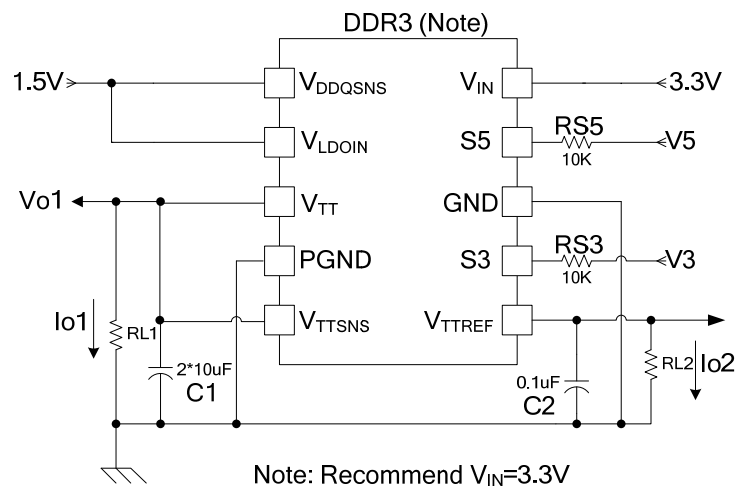 DDR3 (Note)
1.5V
VDDQSNS
VIN
3.3V
VLDOIN
S5
RS5
10K
V5
Vo1
VTT
GND
PGND
S3
RS3
10K
V3
Io1
RL1
VTTSNS
VTTREF
2*10uF
C1
0.1uF
C2
RL2
Io2
Note: Recommend VIN=3.3V